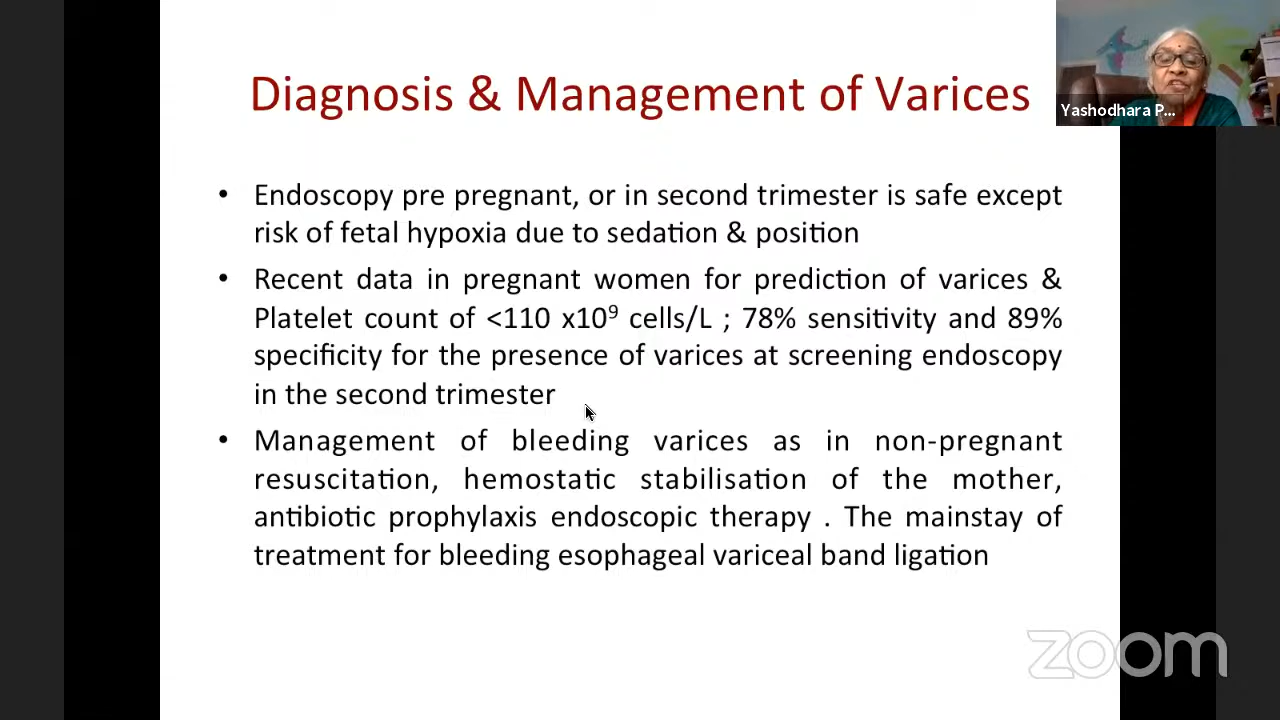 Diagnosis & Management of Varices
Yashodhara P...
• Endoscopy pre pregnant, or in second trimester is safe except
risk of fetal hypoxia due to sedation & position
• Recent data in pregnant women for prediction of varices &
Platelet count of <110 x10⁹ cells/L ; 78% sensitivity and 89%
specificity for the presence of varices at screening endoscopy
in the second trimester
• Management of bleeding varices as in non-pregnant
resuscitation, hemostatic stabilisation of the mother,
antibiotic prophylaxis endoscopic therapy . The mainstay of
treatment for bleeding esophageal variceal band ligation
zoom